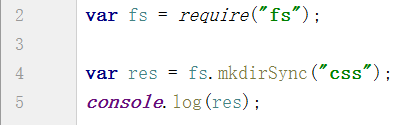 2 var fs = require("fs");
3
4 var res = fs.mkdirSync("css");
5 console.log(res);